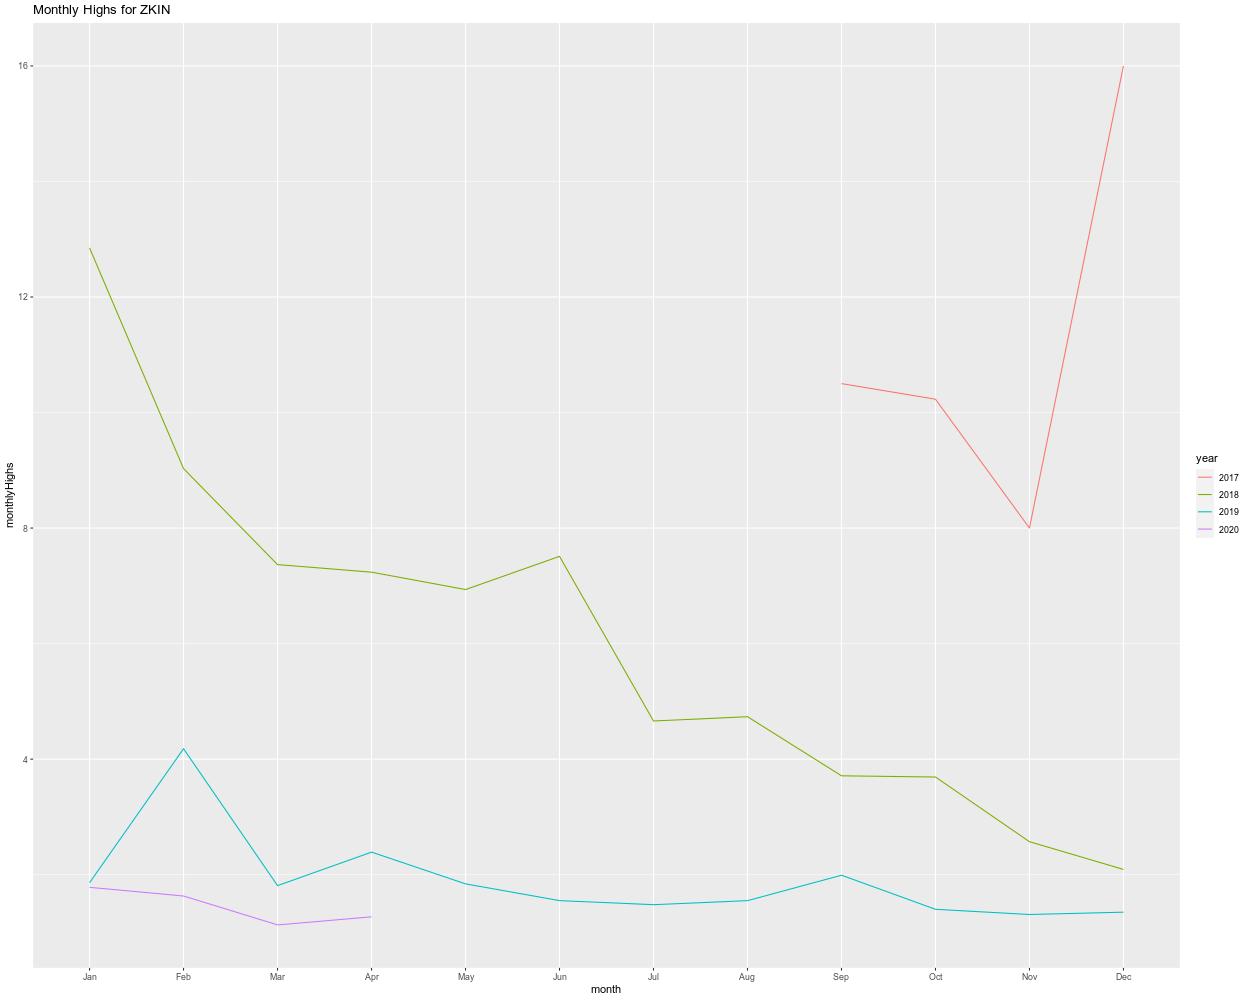 Monthly Highs for ZKIN
16
12
8
4
monthlyHighs
Jan Feb Mar Apr May Jun Jul Aug Sep Oct Nov Dec
month
year
2017
2018
2019
2020